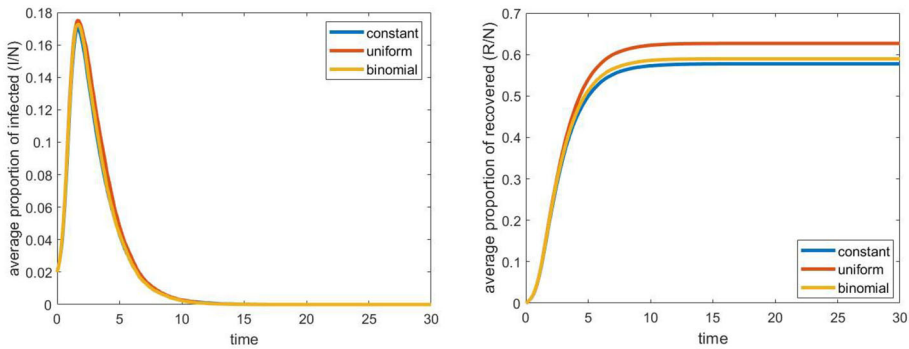 0.18
0.16
0.14
0.12
0.1
0.08
0.06
0.04
0.02
0
0 5 10 15 20 25 30
time
average proportion of infected (I/N)
constant
uniform
binomial
0.7
0.6
0.5
0.4
0.3
0.2
0.1
0
0 5 10 15 20 25 30
time
average proportion of recovered (R/N)
constant
uniform
binomial